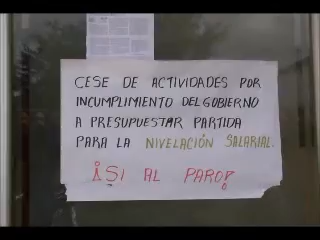 CESE DE ACTIVIDADES POR
INCUMPLIMIENTO DEL GOBIERNO
A PRESUPUESTAR PARTIDA
PARA LA NIVELACIÓN SALARIAL.
¡SI AL PARO!